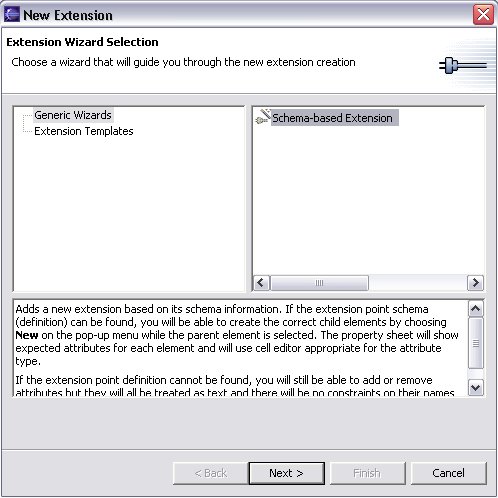 New Extension
Extension Wizard Selection
Choose a wizard that will guide you through the new extension creation
Generic Wizards
Extension Templates
Schema-based Extension
Adds a new extension based on its schema information. If the extension point schema
(definition) can be found, you will be able to create the correct child elements by choosing
New on the pop-up menu while the parent element is selected. The property sheet will show
expected attributes for each element and will use cell editor appropriate for the attribute
type.
If the extension point definition cannot be found, you will still be able to add or remove
attributes but they will all be treated as text and there will be no constraints on their names
< Back
Next >
Finish
Cancel